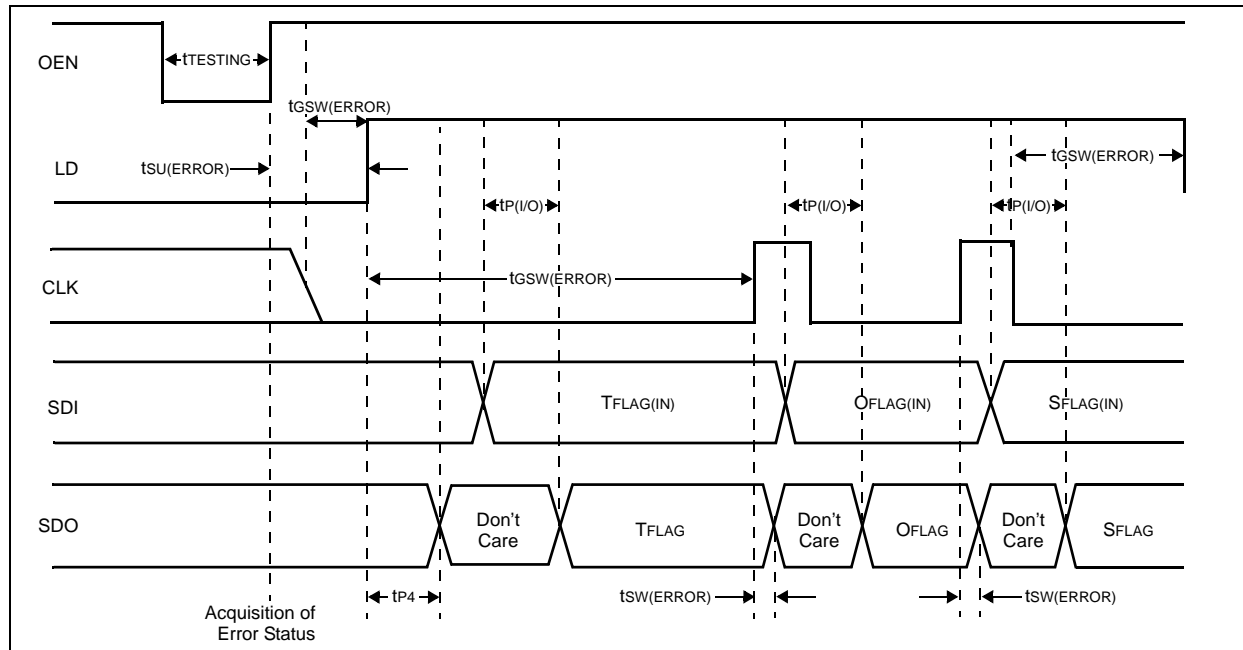 OEN
tTESTING
tGSW(ERROR)
LD
tSU(ERROR)
tGSW(ERROR)
tP(I/O)
tP(I/O)
tP(I/O)
CLK
tGSW(ERROR)
SDI
TFLAG(IN)
OFLAG(IN)
SFLAG(IN)
SDO
Don't
Care
TFLAG
Don't
Care
OFLAG
Don't
Care
SFLAG
tP4
tSW(ERROR)
tSW(ERROR)
Acquisition of
Error Status